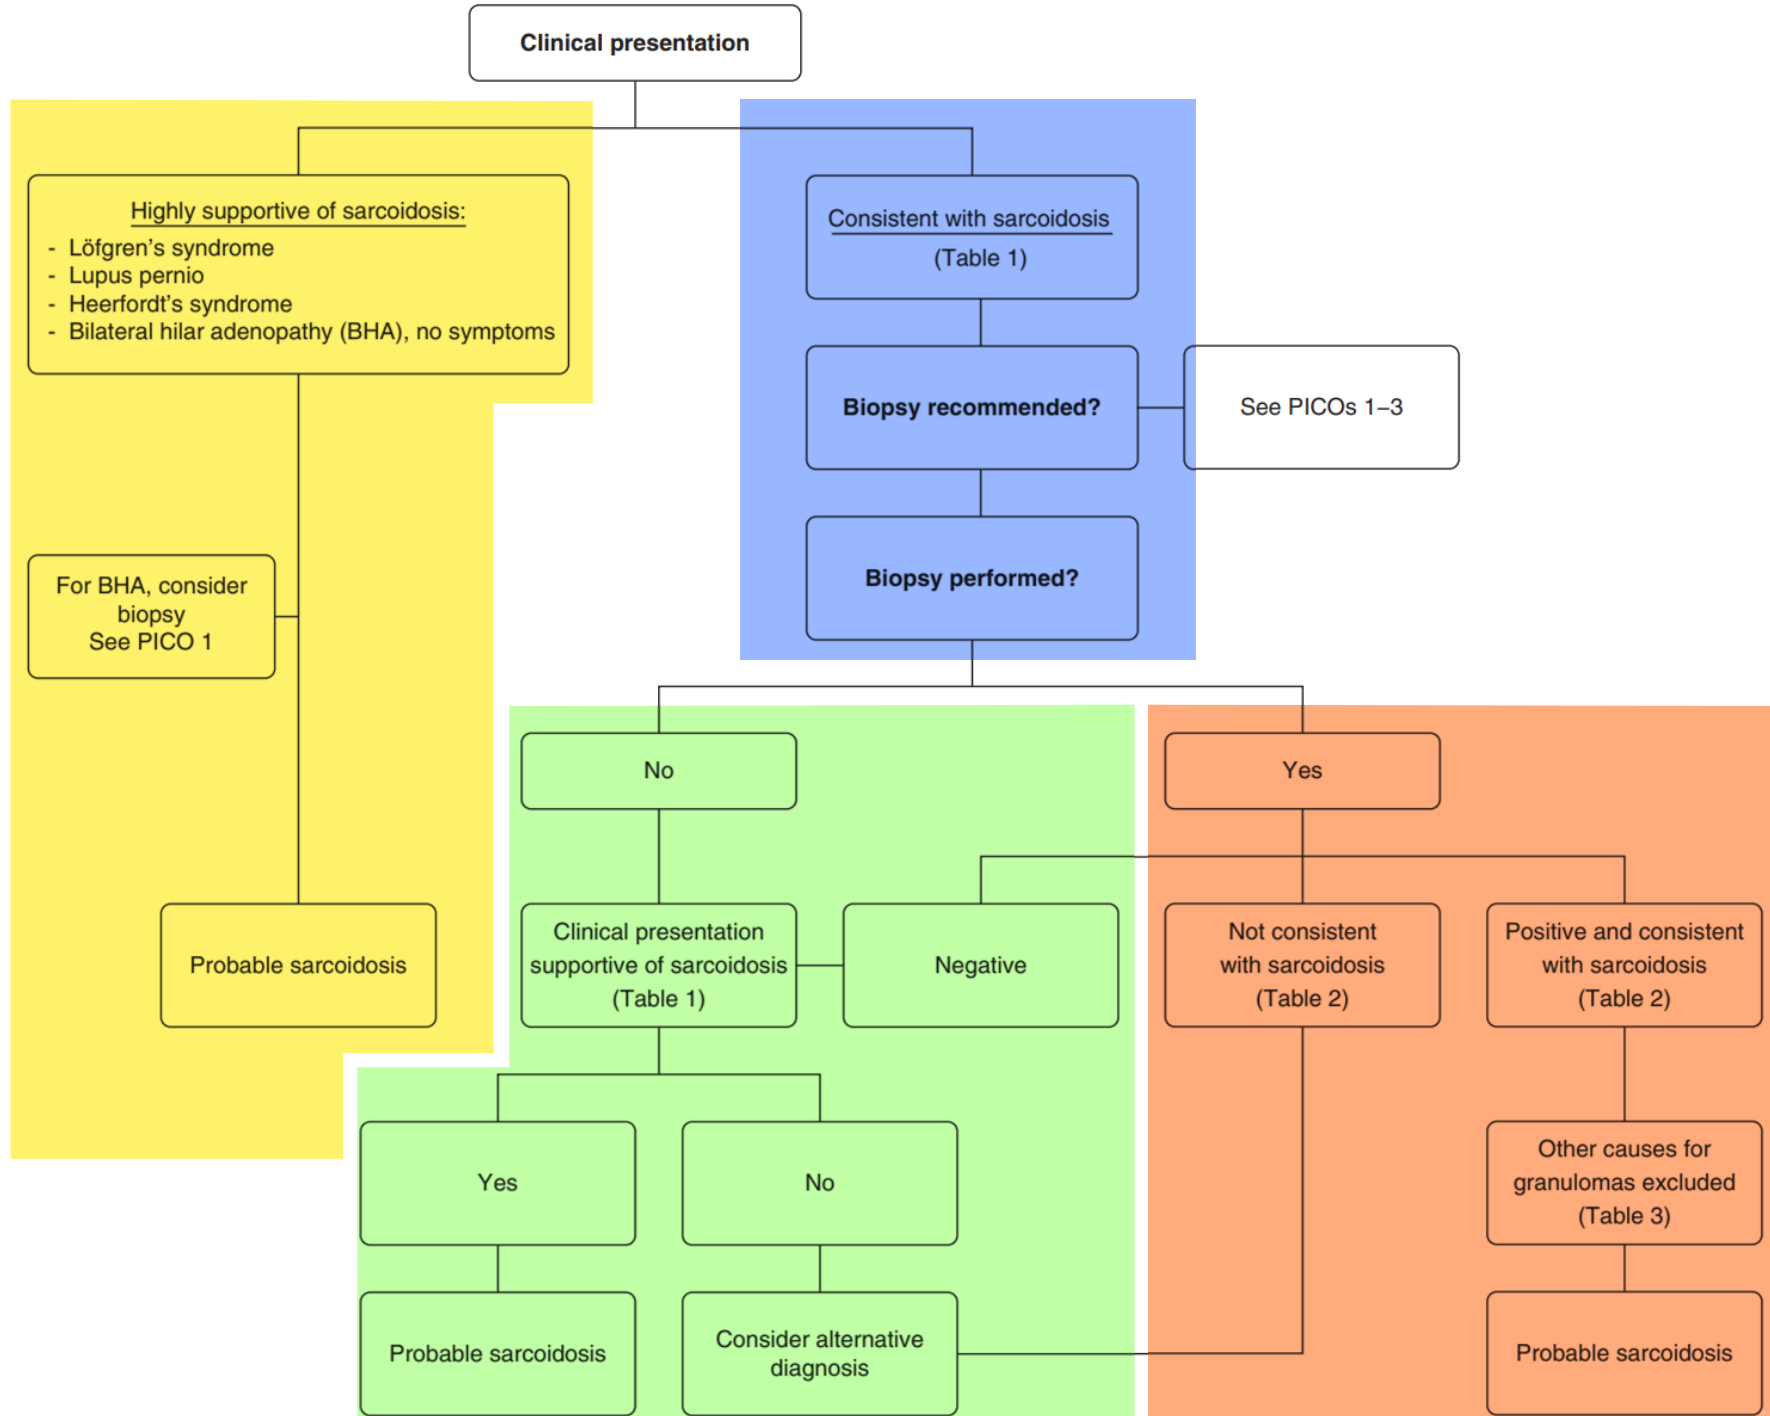 Clinical presentation
Highly supportive of sarcoidosis:
- Löfgren’s syndrome
- Lupus pernio
- Heerfordt’s syndrome
- Bilateral hilar adenopathy (BHA), no symptoms
Consistent with sarcoidosis
(Table 1)
Biopsy recommended?
See PICOs 1–3
For BHA, consider
biopsy
See PICO 1
Biopsy performed?
No
Yes
Probable sarcoidosis
Clinical presentation
supportive of sarcoidosis
(Table 1)
Negative
Not consistent
with sarcoidosis
(Table 2)
Positive and consistent
with sarcoidosis
(Table 2)
Yes
No
Other causes for
granulomas excluded
(Table 3)
Probable sarcoidosis
Consider alternative
diagnosis
Probable sarcoidosis